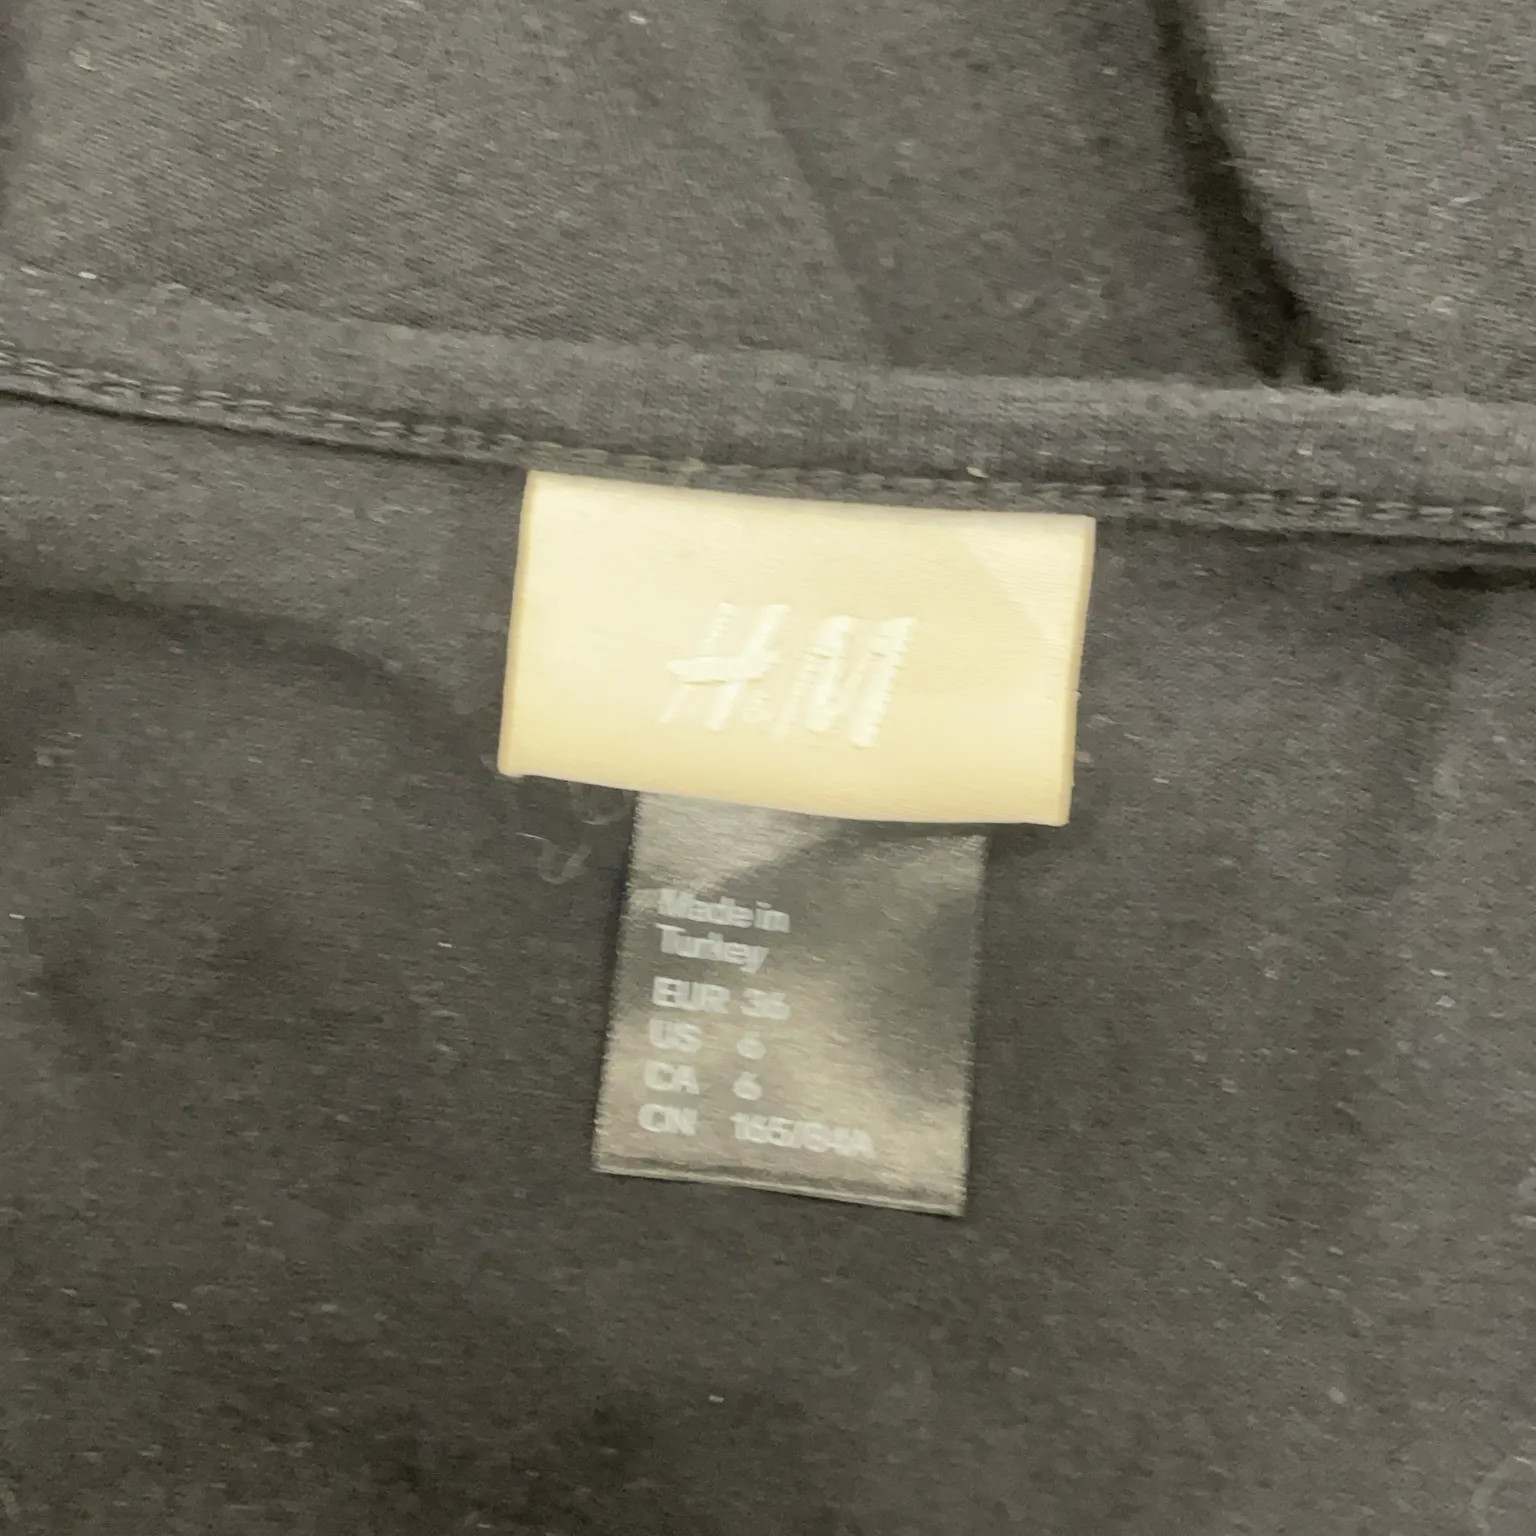 H&M
Made in
Turkey
EUR 36
US 6
CA 6
CN 165/84A